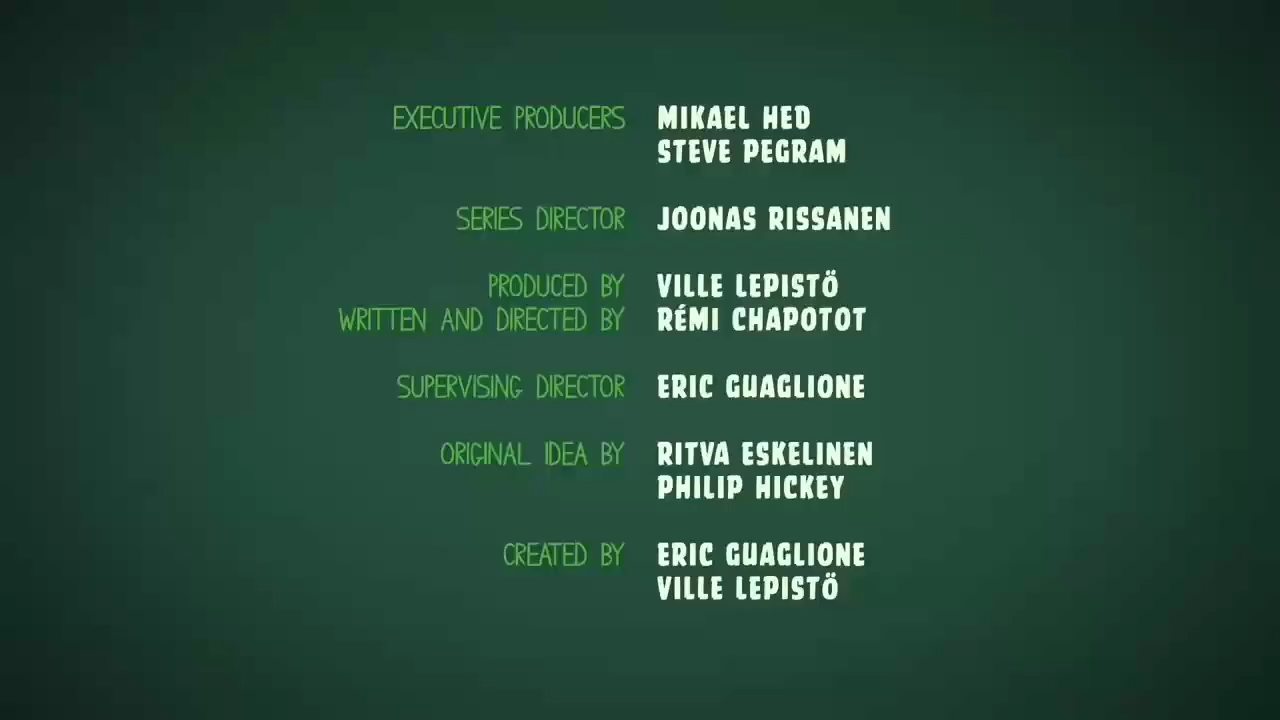 EXECUTIVE PRODUCERS MIKAEL HED
STEVE PEGRAM
SERIES DIRECTOR JOONAS RISSANEN
PRODUCED BY VILLE LEPISTÖ
WRITTEN AND DIRECTED BY RÉMI CHAPOTOT
SUPERVISING DIRECTOR ERIC GUAGLIONE
ORIGINAL IDEA BY RITVA ESKELINEN
PHILIP HICKEY
CREATED BY ERIC GUAGLIONE
VILLE LEPISTÖ